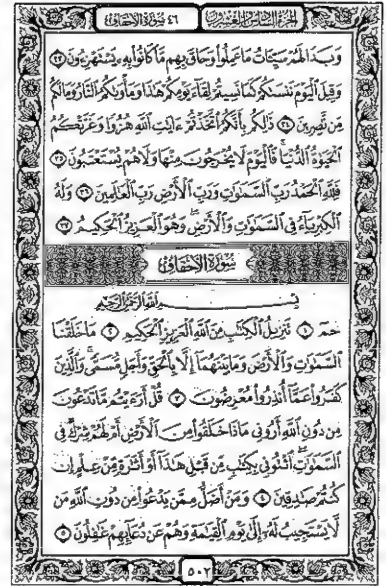 الجزء السادس والعشرون
٤٦ سورة الأحقاف
وَبَدَا لَهُمْ سَيِّـَٔاتُ مَا عَمِلُوا۟ وَحَاقَ بِهِم مَّا كَانُوا۟ بِهِۦ يَسْتَهْزِءُونَ ٣٣
وَقِيلَ ٱلْيَوْمَ نَنسَىٰكُمْ كَمَا نَسِيتُمْ لِقَآءَ يَوْمِكُمْ هَٰذَا وَمَأْوَىٰكُمُ ٱلنَّارُ وَمَا لَكُم
مِّن نَّٰصِرِينَ ٣٤ ذَٰلِكُم بِأَنَّكُمُ ٱتَّخَذْتُمْ ءَايَٰتِ ٱللَّهِ هُزُوًا وَغَرَّتْكُمُ
ٱلْحَيَوٰةُ ٱلدُّنْيَا ۚ فَٱلْيَوْمَ لَا يُخْرَجُونَ مِنْهَا وَلَا هُمْ يُسْتَعْتَبُونَ ٣٥
فَلِلَّهِ ٱلْحَمْدُ رَبِّ ٱلسَّمَٰوَٰتِ وَرَبِّ ٱلْأَرْضِ رَبِّ ٱلْعَٰلَمِينَ ٣٦ وَلَهُ
ٱلْكِبْرِيَآءُ فِى ٱلسَّمَٰوَٰتِ وَٱلْأَرْضِ ۖ وَهُوَ ٱلْعَزِيزُ ٱلْحَكِيمُ ٣٧
سورة الأحقاف
بِسْمِ ٱللَّهِ ٱلرَّحْمَٰنِ ٱلرَّحِيمِ
حمٓ ١ تَنزِيلُ ٱلْكِتَٰبِ مِنَ ٱللَّهِ ٱلْعَزِيزِ ٱلْحَكِيمِ ٢ مَا خَلَقْنَا
ٱلسَّمَٰوَٰتِ وَٱلْأَرْضَ وَمَا بَيْنَهُمَآ إِلَّا بِٱلْحَقِّ وَأَجَلٍ مُّسَمًّى ۚ وَٱلَّذِينَ
كَفَرُوا۟ عَمَّآ أُنذِرُوا۟ مُعْرِضُونَ ٣ قُلْ أَرَءَيْتُم مَّا تَدْعُونَ
مِن دُونِ ٱللَّهِ أَرُونِى مَاذَا خَلَقُوا۟ مِنَ ٱلْأَرْضِ أَمْ لَهُمْ شِرْكٌ فِى
ٱلسَّمَٰوَٰتِ ۖ ٱئْتُونِى بِكِتَٰبٍ مِّن قَبْلِ هَٰذَآ أَوْ أَثَٰرَةٍ مِّنْ عِلْمٍ إِن
كُنتُمْ صَٰدِقِينَ ٤ وَمَنْ أَضَلُّ مِمَّن يَدْعُوا۟ مِن دُونِ ٱللَّهِ مَن
لَّا يَسْتَجِيبُ لَهُۥٓ إِلَىٰ يَوْمِ ٱلْقِيَٰمَةِ وَهُمْ عَن دُعَآئِهِمْ غَٰفِلُونَ ٥
٥٠٢